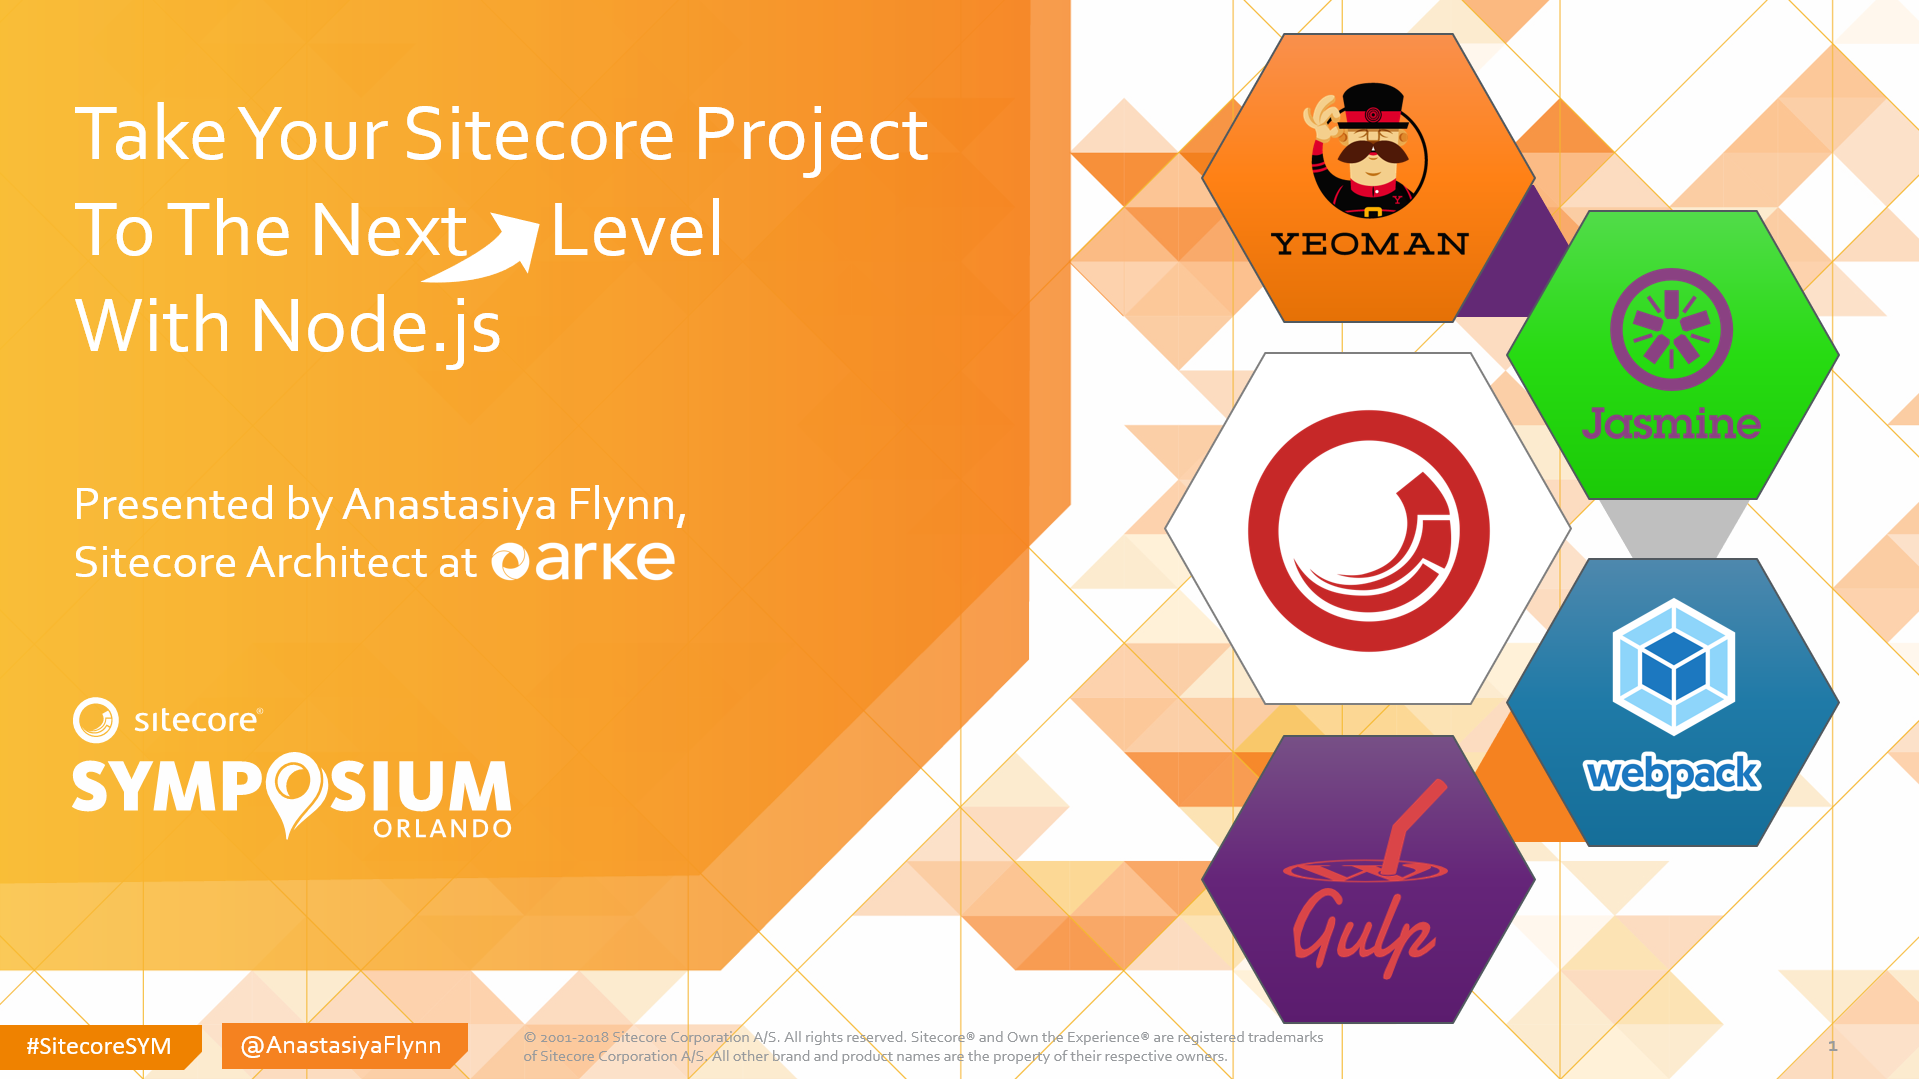 Take Your Sitecore Project
To The Next Level
With Node.js
Presented by Anastasiya Flynn,
Sitecore Architect at arke
sitecore®
SYMPOSIUM
ORLANDO
YEOMAN
Jasmine
webpack
Gulp
#SitecoreSYM
@AnastasiyaFlynn
© 2001-2018 Sitecore Corporation A/S. All rights reserved. Sitecore® and Own the Experience® are registered trademarks
of Sitecore Corporation A/S. All other brand and product names are the property of their respective owners.
1